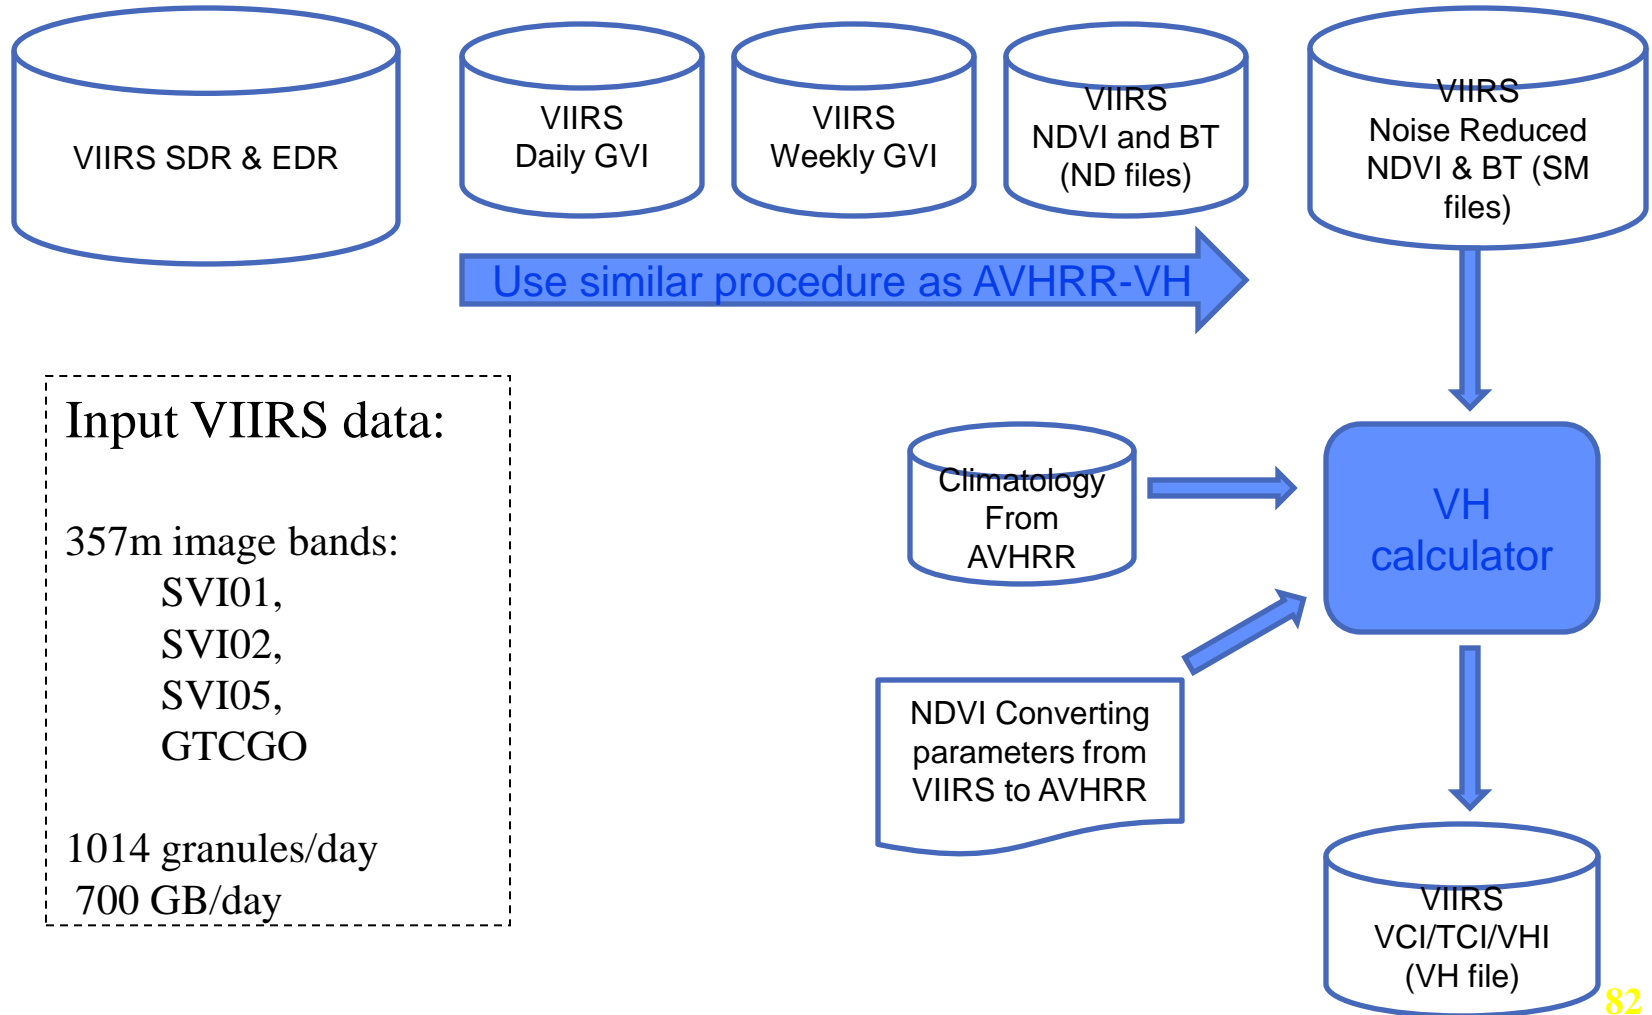 VIIRS SDR & EDR
VIIRS
Daily GVI
VIIRS
Weekly GVI
VIIRS
NDVI and BT
(ND files)
VIIRS
Noise Reduced
NDVI & BT (SM
files)
Use similar procedure as AVHRR-VH
Input VIIRS data:
357m image bands:
SVI01,
SVI02,
SVI05,
GTCGO
1014 granules/day
700 GB/day
Climatology
From
AVHRR
VH
calculator
NDVI Converting
parameters from
VIIRS to AVHRR
VIIRS
VCI/TCI/VHI
(VH file)
82